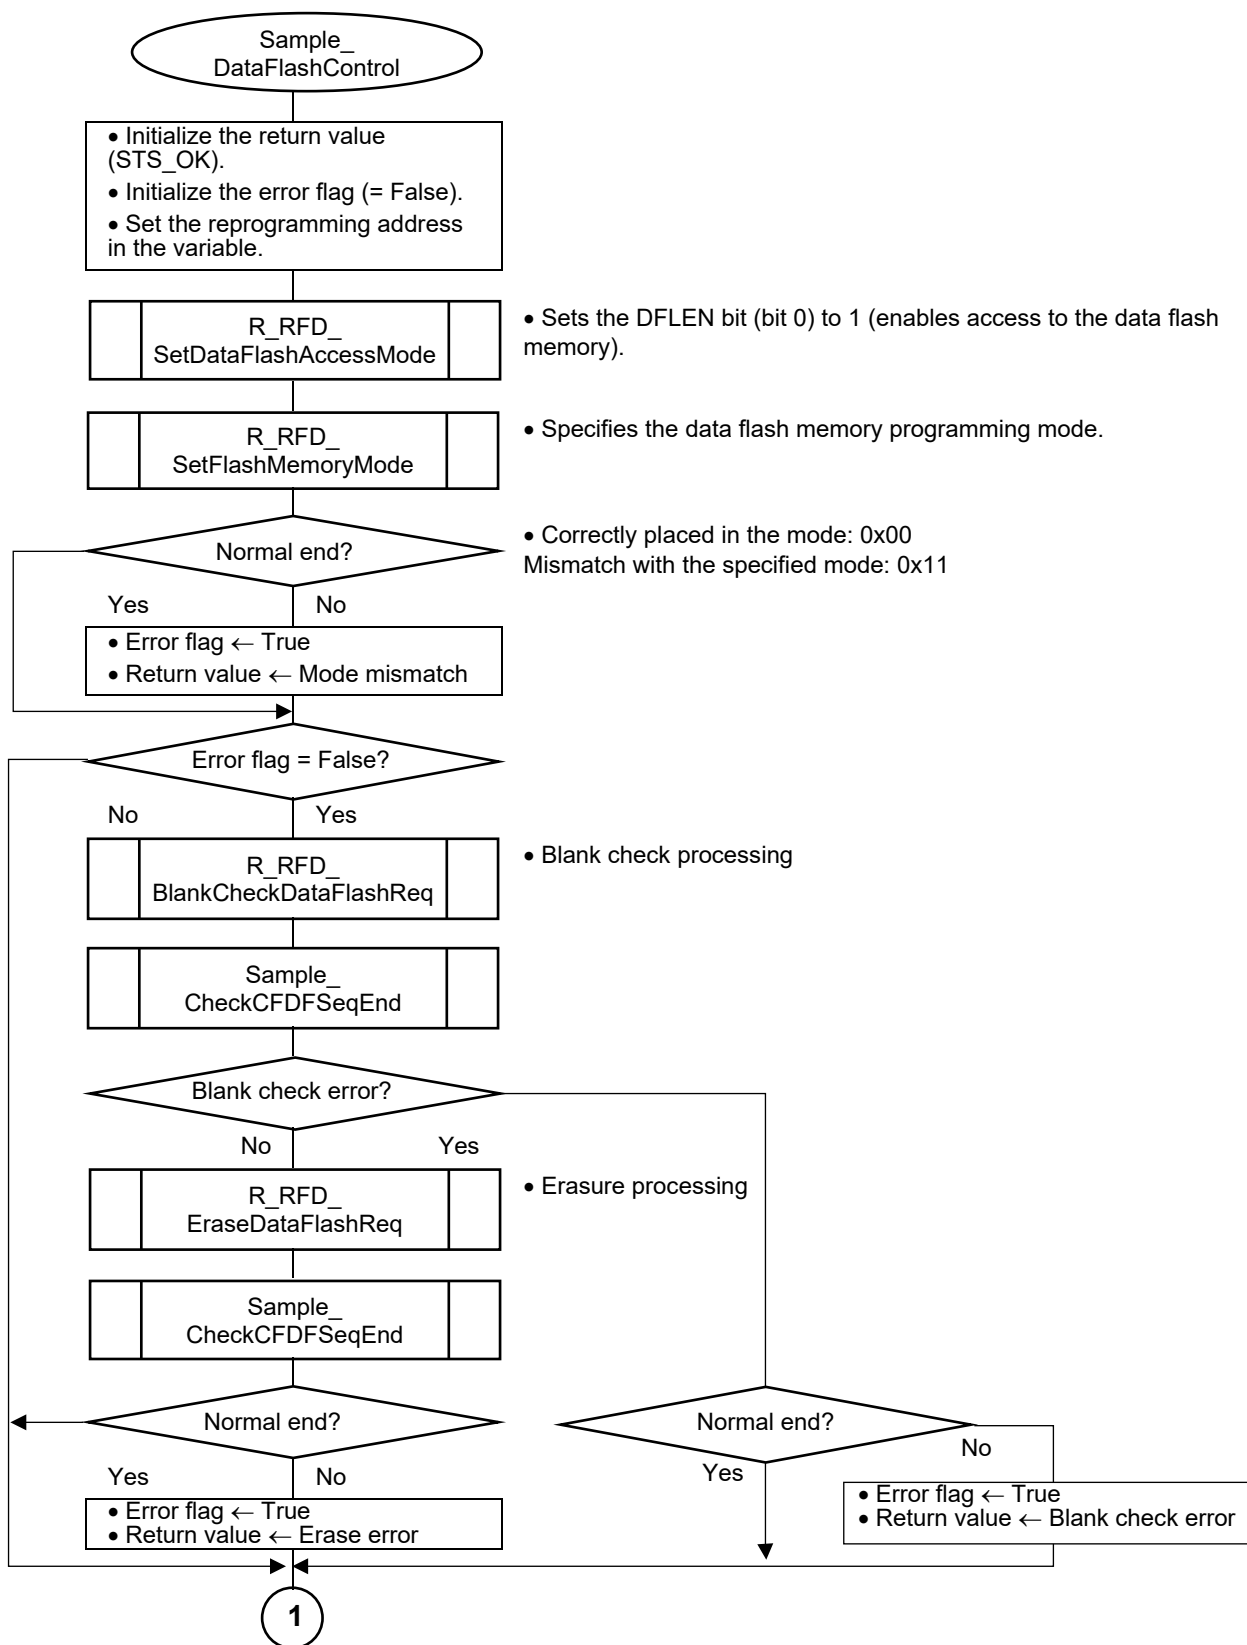 Sample_
DataFlashControl
• Initialize the return value
(STS_OK).
• Initialize the error flag (= False).
• Set the reprogramming address
in the variable.
R_RFD_
SetDataFlashAccessMode
• Sets the DFLEN bit (bit 0) to 1 (enables access to the data flash
memory).
R_RFD_
SetFlashMemoryMode
• Specifies the data flash memory programming mode.
Normal end?
• Correctly placed in the mode: 0x00
Mismatch with the specified mode: 0x11
Yes No
• Error flag ← True
• Return value ← Mode mismatch
Error flag = False?
No Yes
R_RFD_
BlankCheckDataFlashReq
• Blank check processing
Sample_
CheckCFDFSeqEnd
Blank check error?
No Yes
R_RFD_
EraseDataFlashReq
• Erasure processing
Sample_
CheckCFDFSeqEnd
Normal end?
Yes No
• Error flag ← True
• Return value ← Erase error
Normal end?
Yes No
• Error flag ← True
• Return value ← Blank check error
1